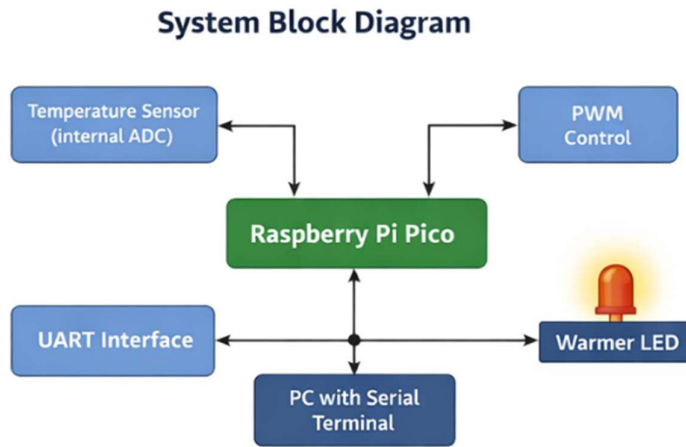 System Block Diagram
Temperature Sensor
(internal ADC)
PWM
Control
Raspberry Pi Pico
UART Interface
Warmer LED
PC with Serial
Terminal